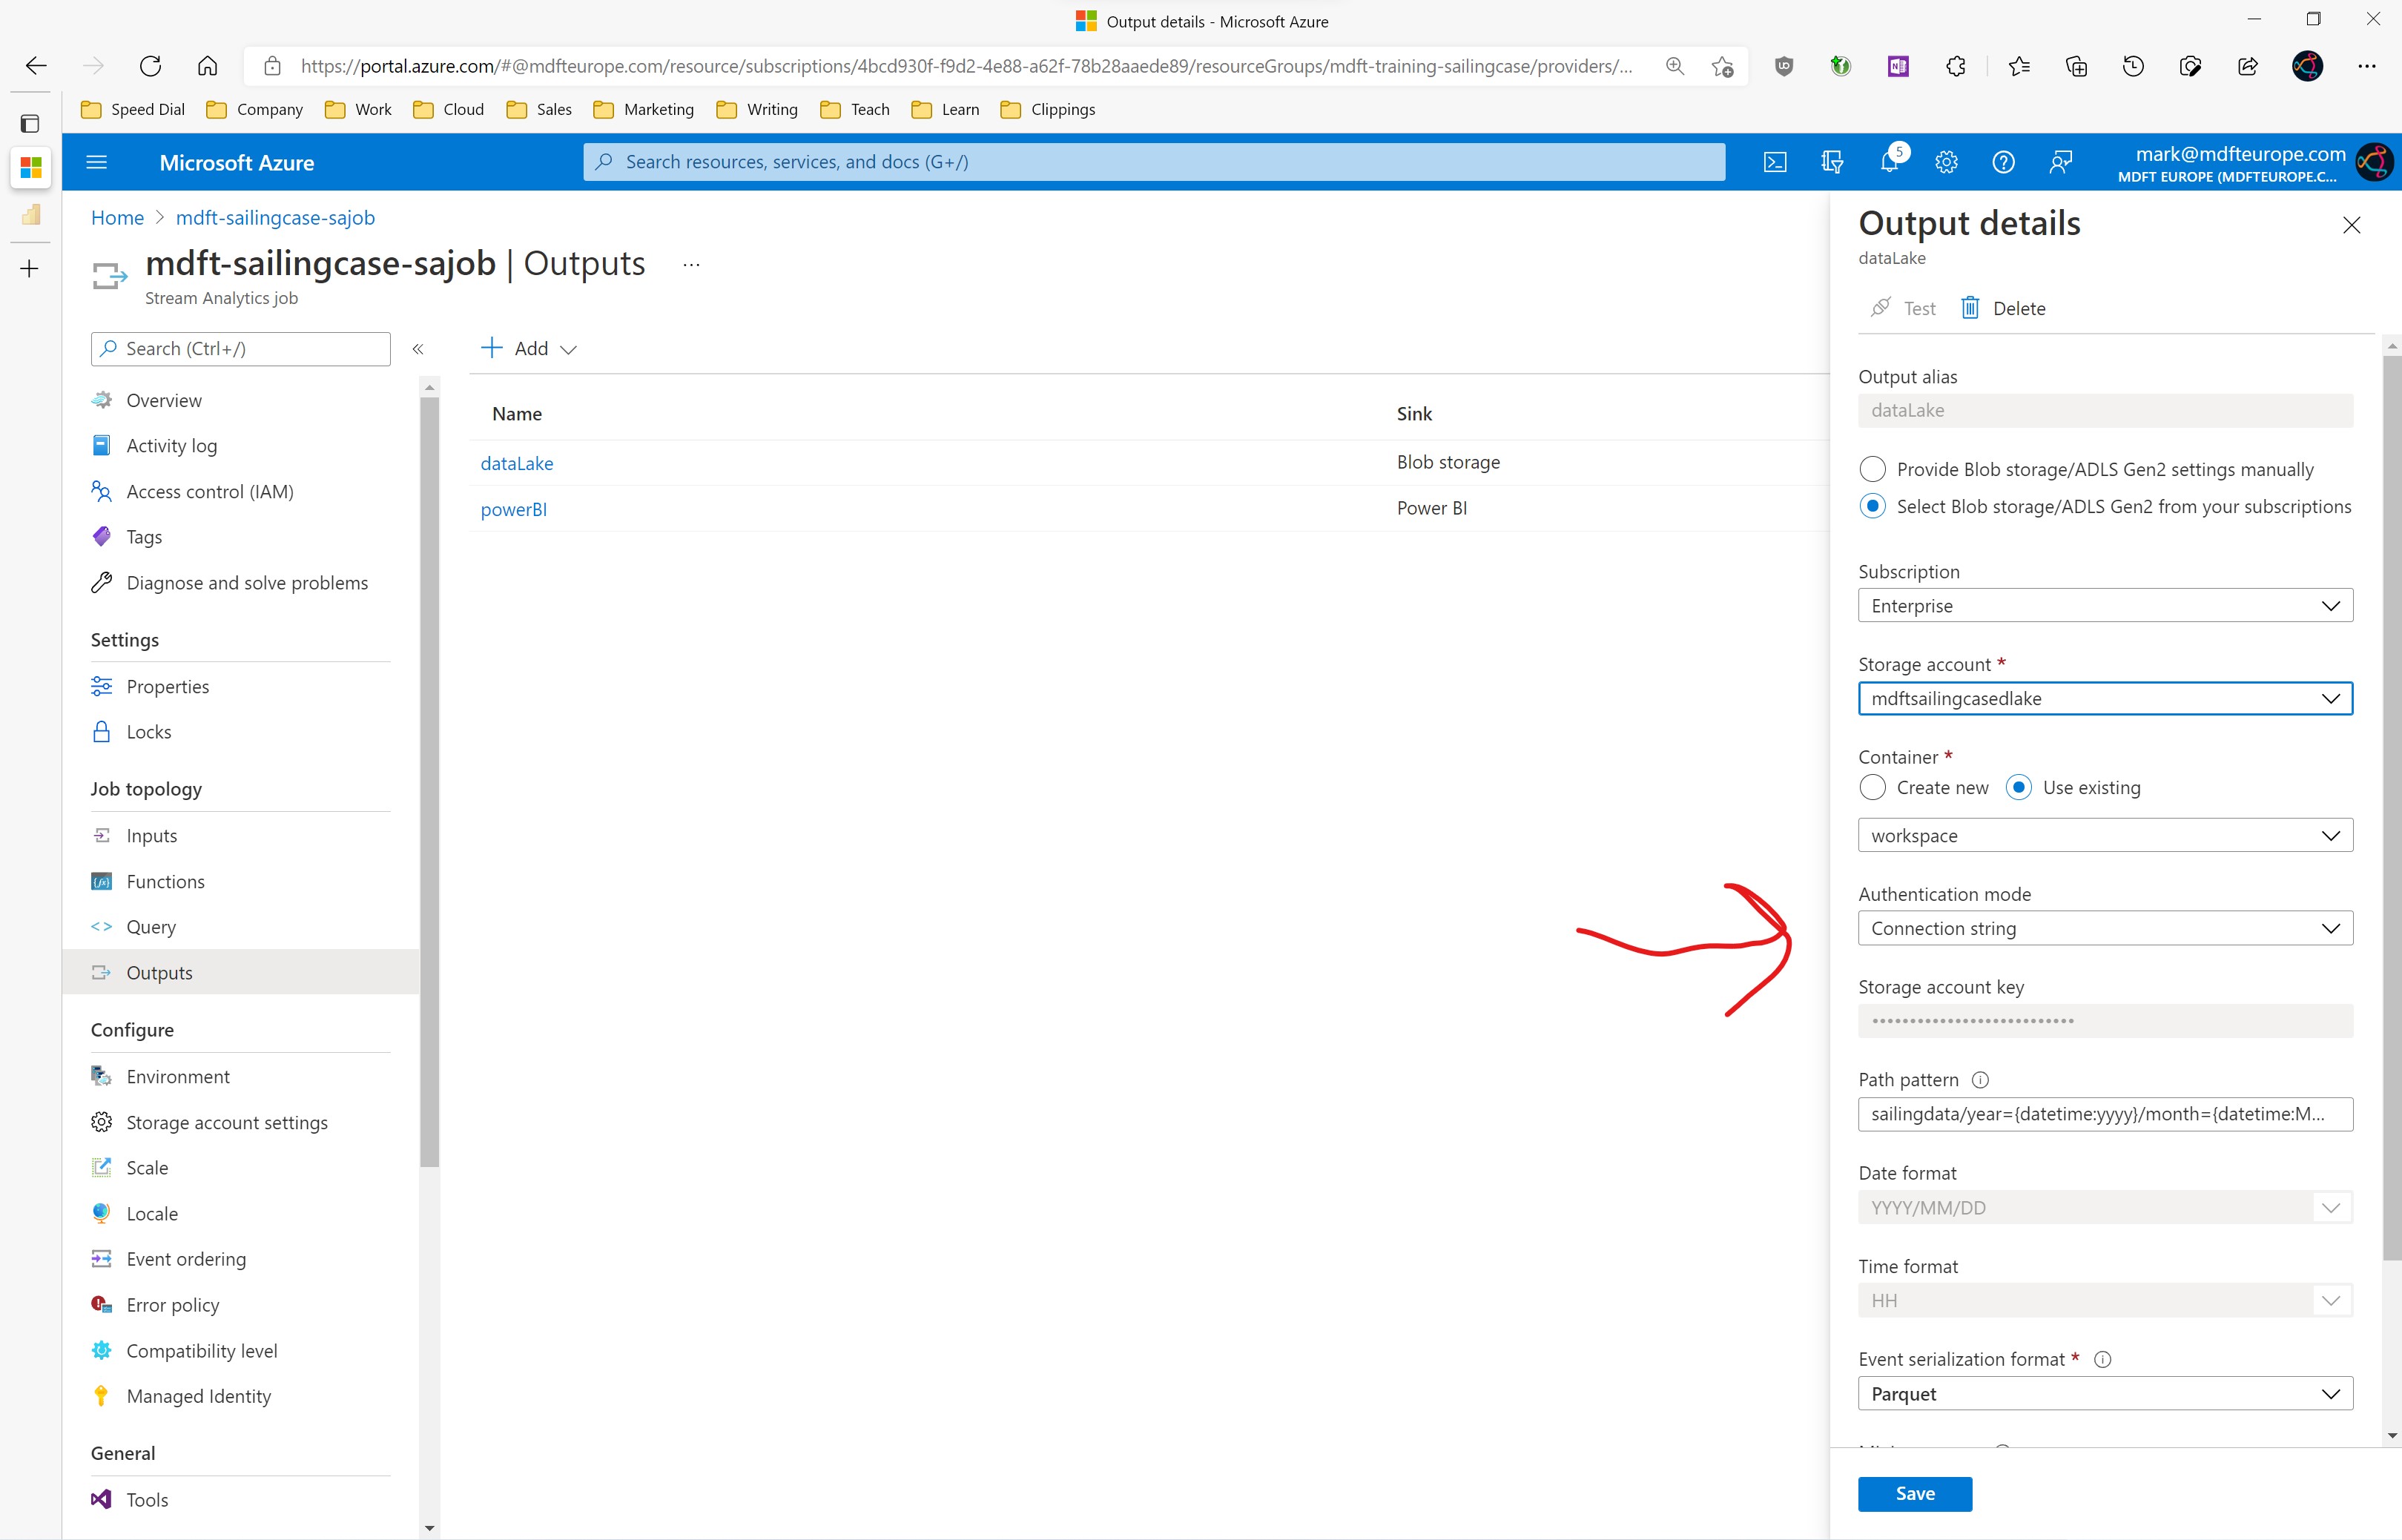 Output details - Microsoft Azure
https://portal.azure.com/#@mdfteurope.com/resource/subscriptions/4bcd930f-f9d2-4e88-a62f-78b28aaede89/resourceGroups/mdft-training-sailingcase/providers/...
Speed Dial Company Work Cloud Sales Marketing Writing Teach Learn Clippings
Microsoft Azure
Search resources, services, and docs (G+/)
5
mark@mdfteurope.com
MDFT EUROPE (MDFTEUROPE.C...
Home > mdft-sailingcase-sajob
mdft-sailingcase-sajob | Outputs ...
Stream Analytics job
Search (Ctrl+/)
«
Overview
Activity log
Access control (IAM)
Tags
Diagnose and solve problems
Settings
Properties
Locks
Job topology
Inputs
Functions
Query
Outputs
Configure
Environment
Storage account settings
Scale
Locale
Event ordering
Error policy
Compatibility level
Managed Identity
General
Tools
Add
Name Sink
dataLake Blob storage
powerBI Power BI
Output details
dataLake
Test Delete
Output alias
dataLake
Provide Blob storage/ADLS Gen2 settings manually
Select Blob storage/ADLS Gen2 from your subscriptions
Subscription
Enterprise
Storage account *
mdftsailingcasedlake
Container *
Create new Use existing
workspace
Authentication mode
Connection string
Storage account key
•••••••••••••••••••••••••••
Path pattern
sailingdata/year={datetime:yyyy}/month={datetime:M...
Date format
YYYY/MM/DD
Time format
HH
Event serialization format *
Parquet
Save